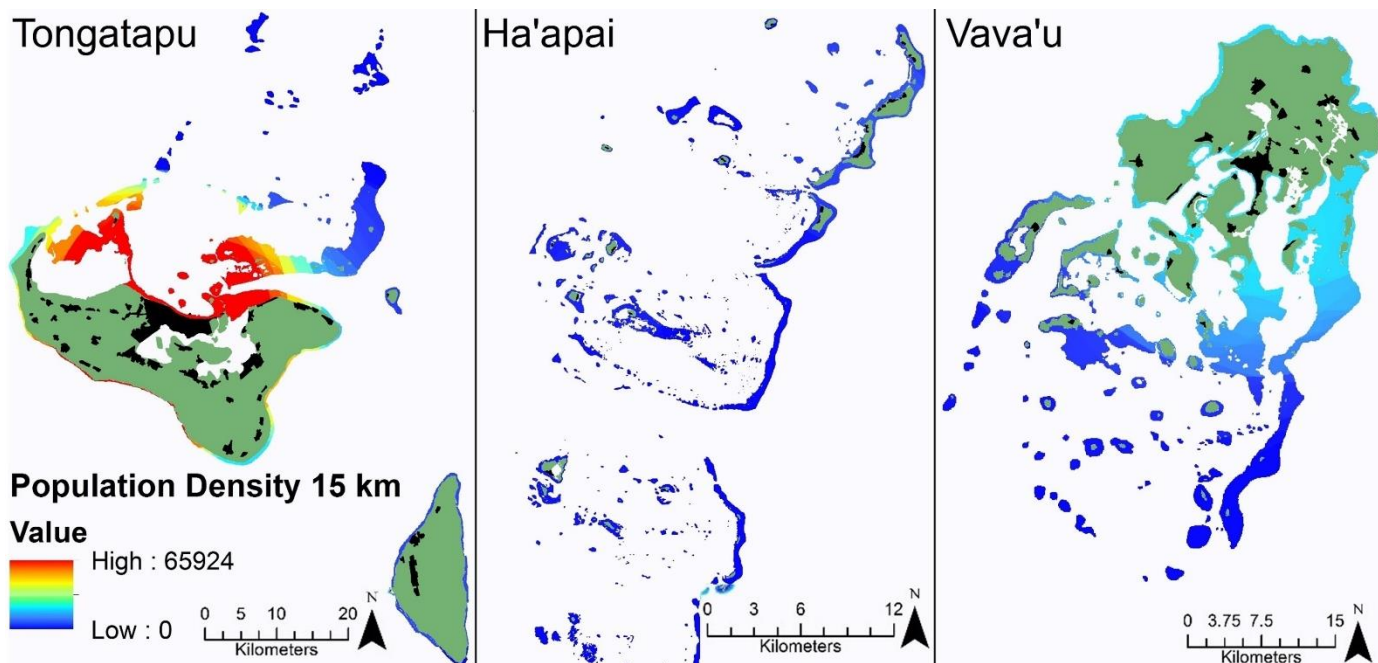 Tongatapu
Ha'apai
Vava'u
Population Density 15 km
Value
High : 65924
Low : 0
N
0 5 10 20
Kilometers
N
0 3 6 12
Kilometers
N
0 3.75 7.5 15
Kilometers